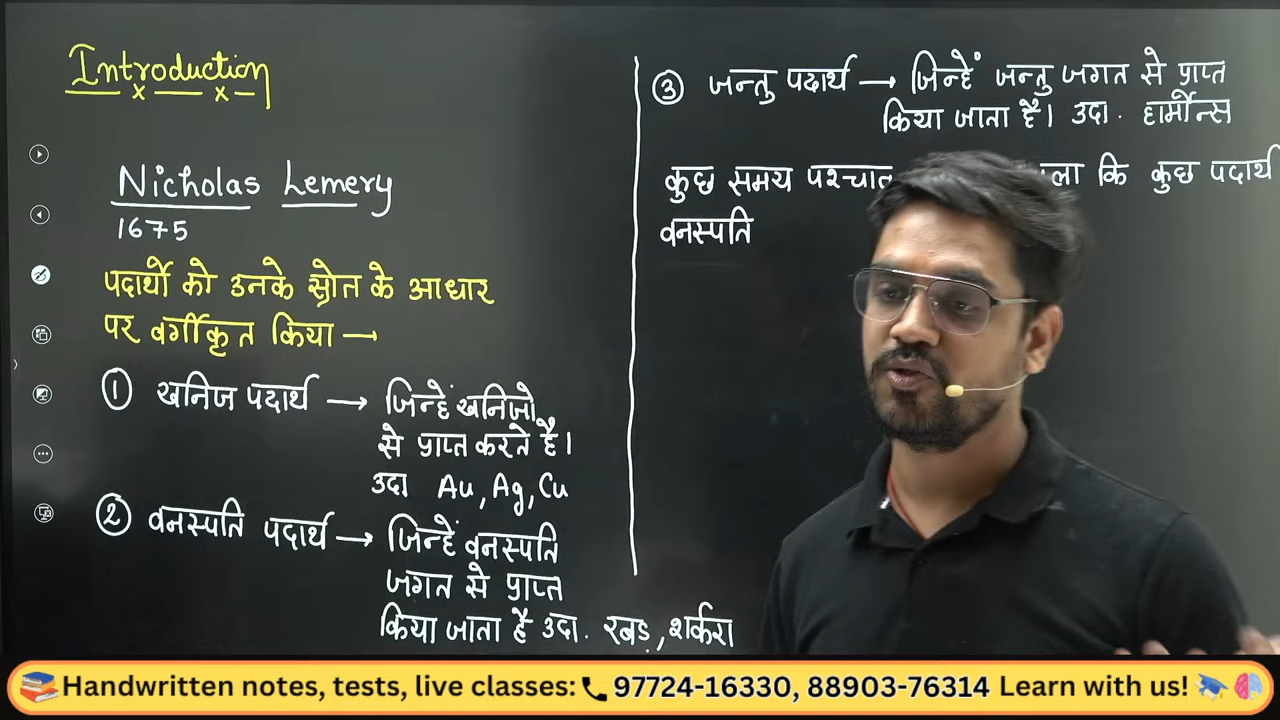 Introduction
Nicholas Lemery
1675
पदार्थो को उनके स्रोत के आधार
पर वर्गीकृत किया →
① खनिज पदार्थ → जिन्हें खनिजो
से प्राप्त करते है।
उदा Au, Ag, Cu
② वनस्पति पदार्थ → जिन्हें वनस्पति
जगत से प्राप्त
किया जाता है उदा. रबड़, शर्करा
③ जन्तु पदार्थ → जिन्हें जन्तु जगत से प्राप्त
किया जाता है। उदा. हार्मोन्स
कुछ समय पश्चात कि कुछ पदार्थ
वनस्पति
Handwritten notes, tests, live classes: 97724-16330, 88903-76314 Learn with us!